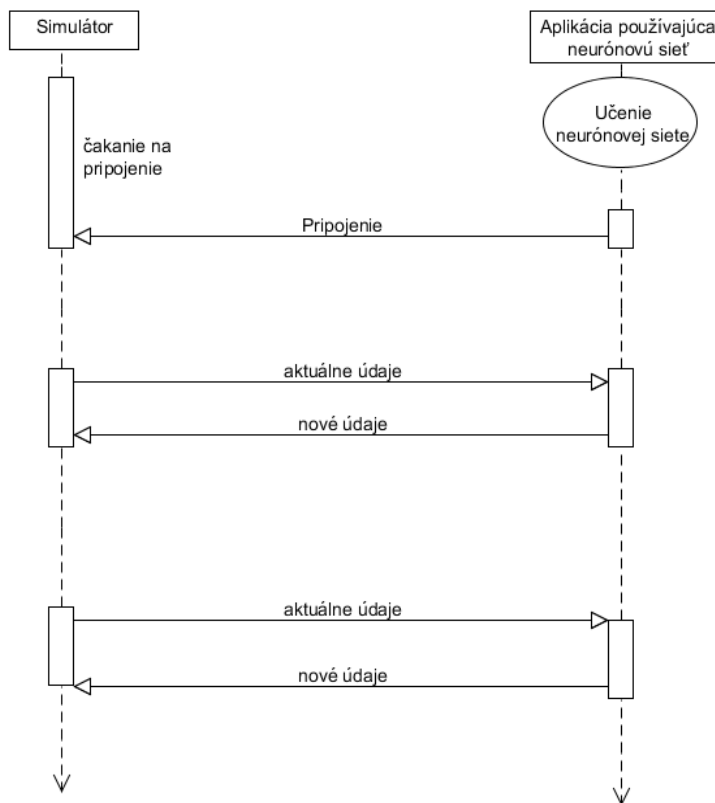 Simulátor
Aplikácia používajúca
neurónovú sieť
Učenie
neurónovej siete
čakanie na
pripojenie
Pripojenie
aktuálne údaje
nové údaje
aktuálne údaje
nové údaje